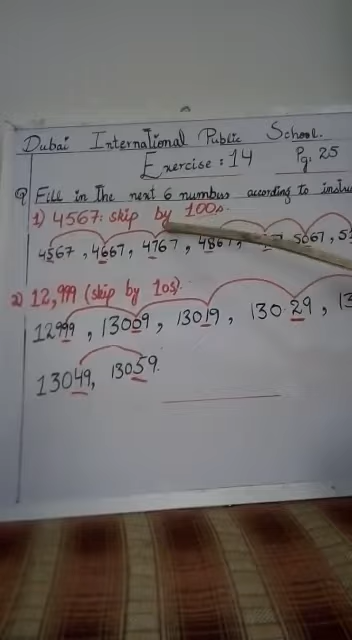 Dubai International Public School.
Exercise: 14 Pg: 25
Q Fill in the next 6 number according to
1) 4567: skip by 100s.
4567, 4667, 4767, 5067,
2) 12,999 (skip by 10s).
12999, 13009, 13019, 13029,
13049, 13059.